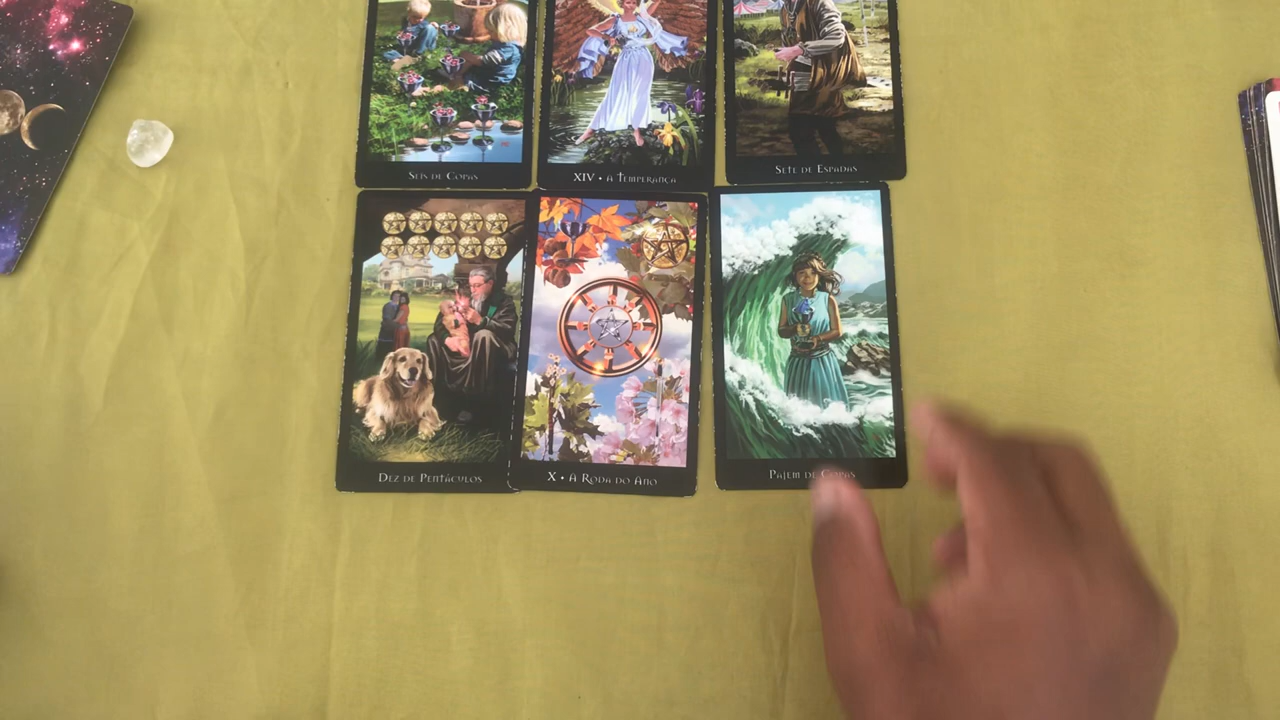 Seis de Copas
XIV • A Temperança
Sete de Espadas
Dez de Pentáculos
X • A Roda do Ano
Pajem de Copas